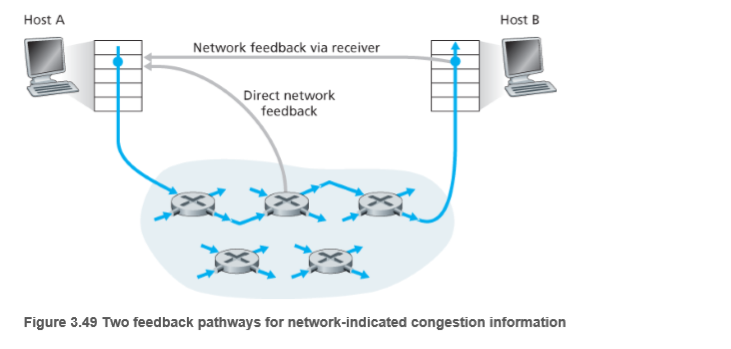 Host A
Host B
Network feedback via receiver
Direct network
feedback
Figure 3.49 Two feedback pathways for network-indicated congestion information